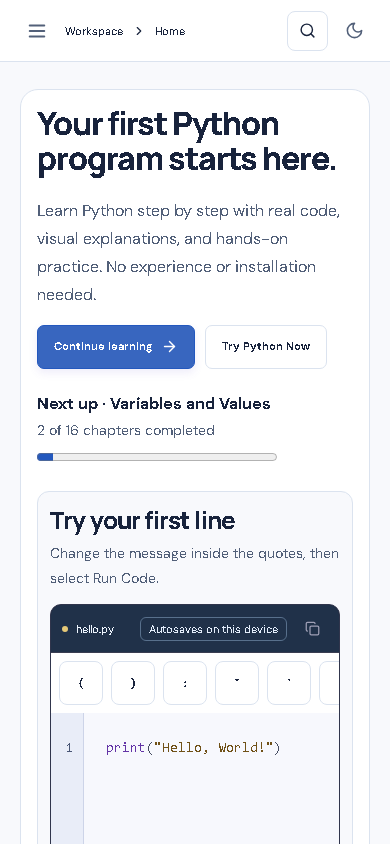 Workspace > Home
Your first Python
program starts here.
Learn Python step by step with real code,
visual explanations, and hands-on
practice. No experience or installation
needed.
Continue learning →
Try Python Now
Next up · Variables and Values
2 of 16 chapters completed
Try your first line
Change the message inside the quotes, then
select Run Code.
hello.py
Autosaves on this device
{ } ; " '
1 print("Hello, World!")